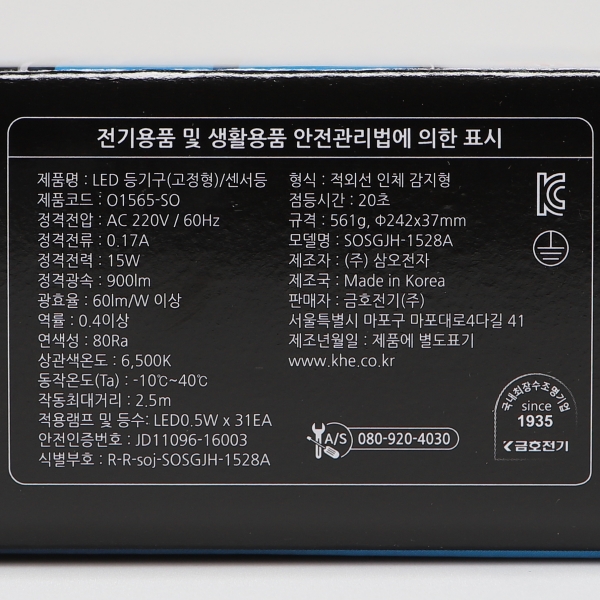 전기용품 및 생활용품 안전관리법에 의한 표시
제품명 : LED 등기구(고정형)/센서등
제품코드 : O1565-SO
정격전압 : AC 220V / 60Hz
정격전류 : 0.17A
정격전력 : 15W
정격광속 : 900lm
광효율 : 60lm/W 이상
역률 : 0.4이상
연색성 : 80Ra
상관색온도 : 6,500K
동작온도(Ta) : -10℃~40℃
작동최대거리 : 2,5m
적용램프 및 등수: LED0.5W x 31EA
안전인증번호 : JD11096-16003
식별부호 : R-R-soj-SOSGJH-1528A
형식 : 적외선 인체 감지형
점등시간 : 20초
규격 : 561g, Φ242x37mm
모델명 : SOSGJH-1528A
제조자 : (주) 삼오전자
제조국 : Made in Korea
판매자 : 금호전기(주)
서울특별시 마포구 마포대로4다길 41
제조년월일 : 제품에 별도표기
www.khe.co.kr
A/S 080-920-4030
국내최장수조명기업
since
1935
금호전기